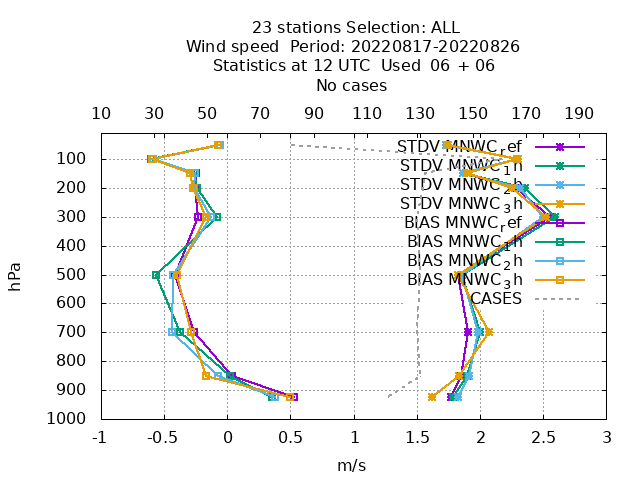 23 stations Selection: ALL
Wind speed  Period: 20220817-20220826
Statistics at 12 UTC  Used  06 + 06
No cases
10 30 50 70 90 110 130 150 170 190
STDV MNWC_ref
100
STDV MNWC_1h
STDV MNWC_2h
200
STDV MNWC_3h
300
BIAS MNWC_ref
BIAS MNWC_1h
400
BIAS MNWC_2h
500
BIAS MNWC_3h
CASES
600
700
800
900
1000
hPa
-1 -0.5 0 0.5 1 1.5 2 2.5 3
m/s